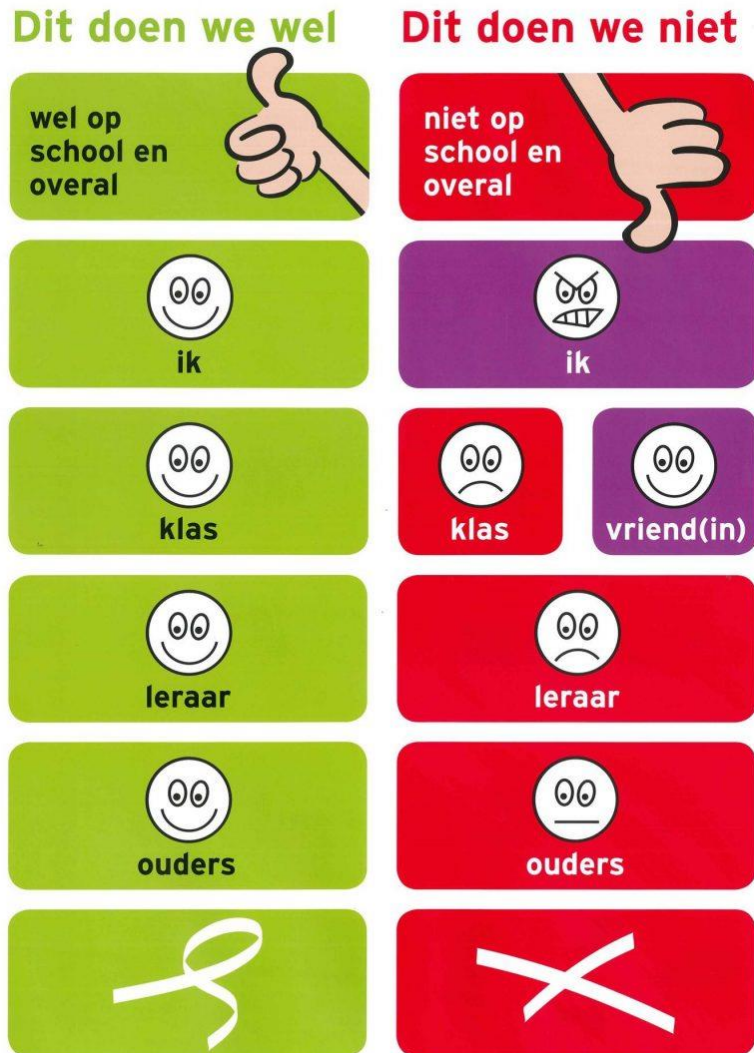 Dit doen we wel
wel op
school en
overal
ik
klas
leraar
ouders
Dit doen we niet
niet op
school en
overal
ik
klas
vriend(in)
leraar
ouders